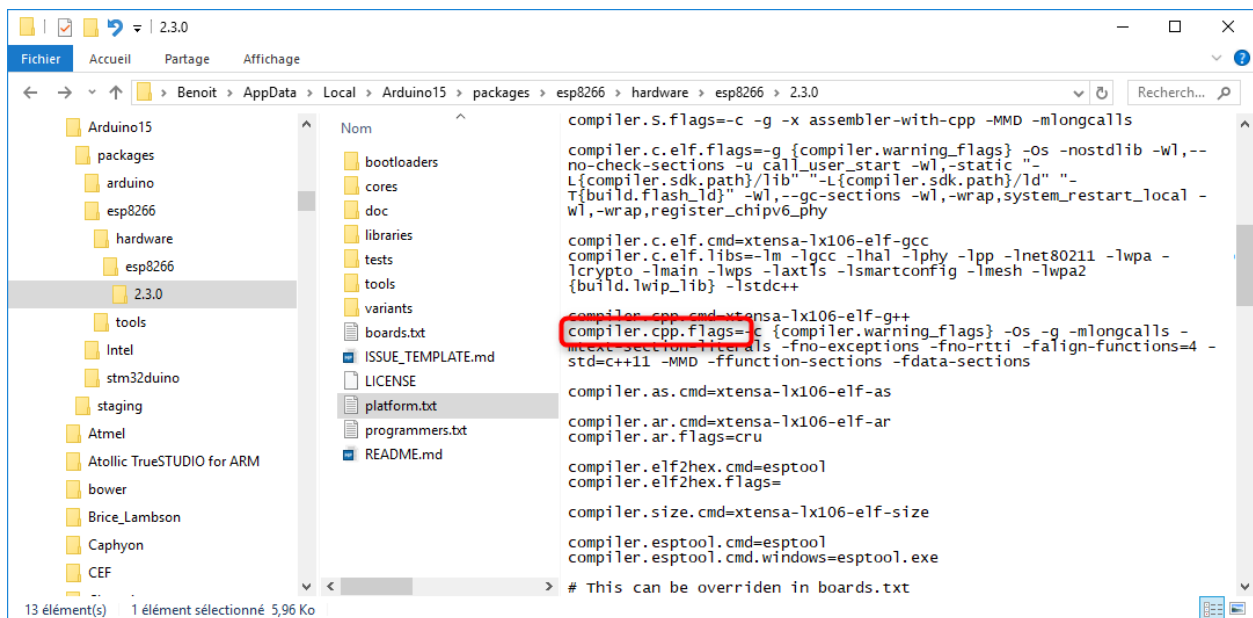 2.3.0
Fichier Accueil Partage Affichage
Benoit > AppData > Local > Arduino15 > packages > esp8266 > hardware > esp8266 > 2.3.0
Recherch...
Arduino15
packages
arduino
esp8266
hardware
esp8266
2.3.0
tools
Intel
stm32duino
staging
Atmel
Atollic TrueSTUDIO for ARM
bower
Brice_Lambson
Caphyon
CEF
Nom
bootloaders
cores
doc
libraries
tests
tools
variants
boards.txt
ISSUE_TEMPLATE.md
LICENSE
platform.txt
programmers.txt
README.md
compiler.S.flags=-c -g -x assembler-with-cpp -MMD -mlongcalls
compiler.c.elf.flags=-g {compiler.warning_flags} -Os -nostdlib -Wl,--
no-check-sections -u call_user_start -Wl,-static "-
L{compiler.sdk.path}/lib" "-L{compiler.sdk.path}/ld" "-
T{build.flash_ld}" -Wl,--gc-sections -Wl,-wrap,system_restart_local -
Wl,-wrap,register_chipv6_phy
compiler.c.elf.cmd=xtensa-lx106-elf-gcc
compiler.c.elf.libs=-lm -lgcc -lhal -lphy -lpp -lnet80211 -lwpa -
lcrypto -lmain -lwps -laxtls -lsmartconfig -lmesh -lwpa2
{build.lwip_lib} -lstdc++
compiler.cpp.cmd=xtensa-lx106-elf-g++
compiler.cpp.flags=-c {compiler.warning_flags} -Os -g -mlongcalls -
mtext-section-literals -fno-exceptions -fno-rtti -falign-functions=4 -
std=c++11 -MMD -ffunction-sections -fdata-sections
compiler.as.cmd=xtensa-lx106-elf-as
compiler.ar.cmd=xtensa-lx106-elf-ar
compiler.ar.flags=cru
compiler.elf2hex.cmd=esptool
compiler.elf2hex.flags=
compiler.size.cmd=xtensa-lx106-elf-size
compiler.esptool.cmd=esptool
compiler.esptool.cmd.windows=esptool.exe
# This can be overriden in boards.txt
13 élément(s) 1 élément sélectionné 5,96 Ko